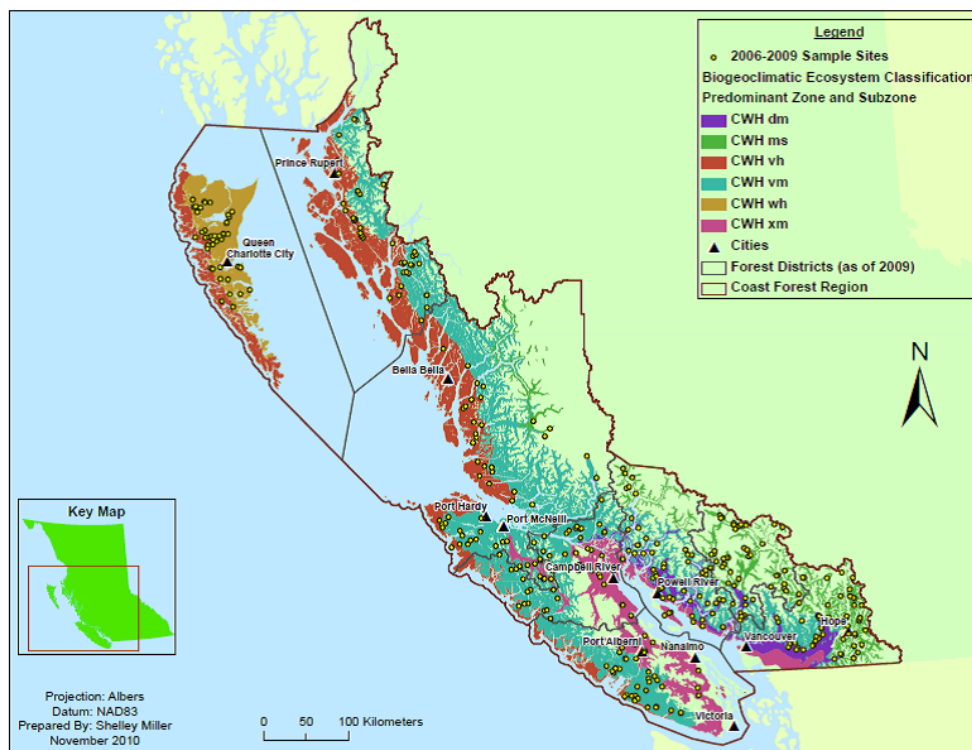 Legend
2006-2009 Sample Sites
Biogeoclimatic Ecosystem Classification
Predominant Zone and Subzone
CWH dm
CWH ms
CWH vh
CWH vm
CWH wh
CWH xm
Cities
Forest Districts (as of 2009)
Coast Forest Region
Prince Rupert
Queen
Charlotte City
Bella Bella
N
Port Hardy
Port McNeill
Campbell River
Powell River
Hope
Vancouver
Port Alberni
Nanaimo
Victoria
Key Map
Projection: Albers
Datum: NAD83
Prepared By: Shelley Miller
November 2010
0 50 100 Kilometers